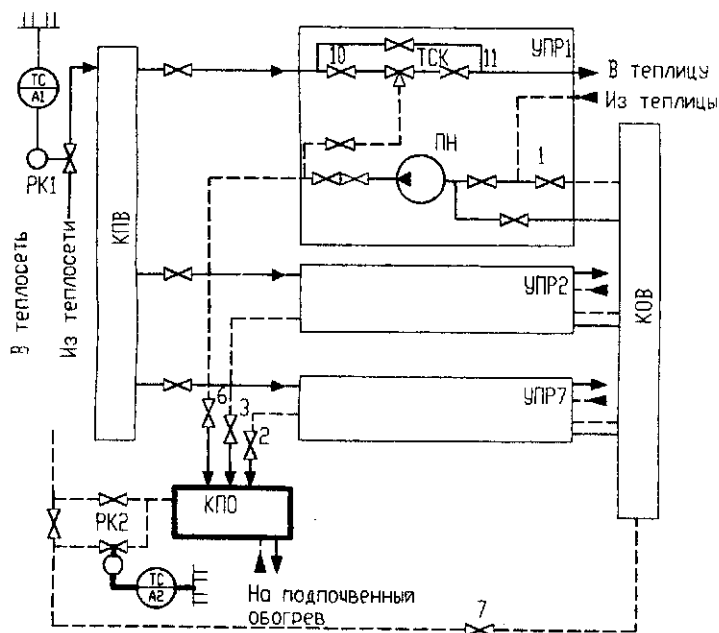 УПР1
10
ТСК
11
В теплицу
Из теплицы
ТС
А1
РК1
ПН
1
КПВ
КОВ
В теплосеть
Из теплосети
УПР2
УПР7
6
3
2
КПО
РК2
ТС
А2
На подпочвенный
обогрев
7